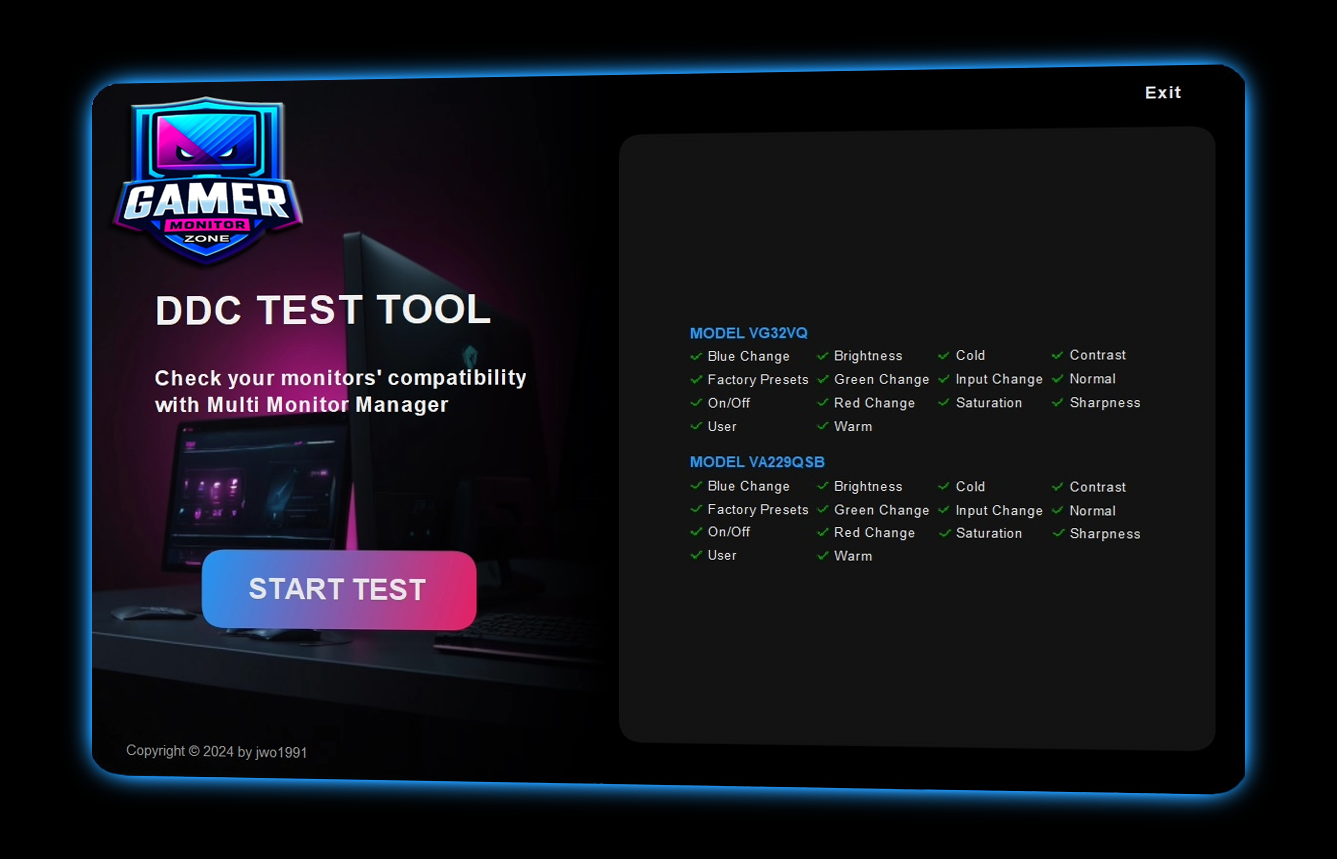 Exit
GAMER
MONITOR
ZONE
DDC TEST TOOL
Check your monitors' compatibility
with Multi Monitor Manager
START TEST
Copyright © 2024 by jwo1991
MODEL VG32VQ
Blue Change Brightness Cold Contrast
Factory Presets Green Change Input Change Normal
On/Off Red Change Saturation Sharpness
User Warm
MODEL VA229QSB
Blue Change Brightness Cold Contrast
Factory Presets Green Change Input Change Normal
On/Off Red Change Saturation Sharpness
User Warm